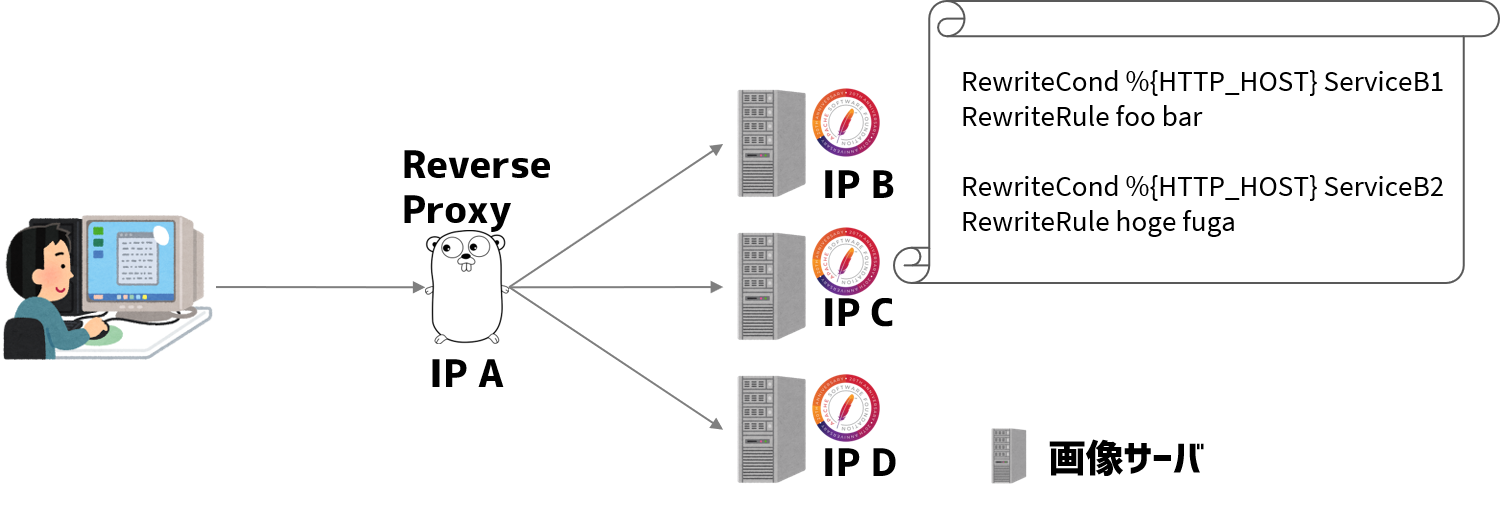 Reverse
Proxy
IP A
IP B
IP C
IP D
RewriteCond %{HTTP_HOST} ServiceB1
RewriteRule foo bar
RewriteCond %{HTTP_HOST} ServiceB2
RewriteRule hoge fuga
画像サーバ